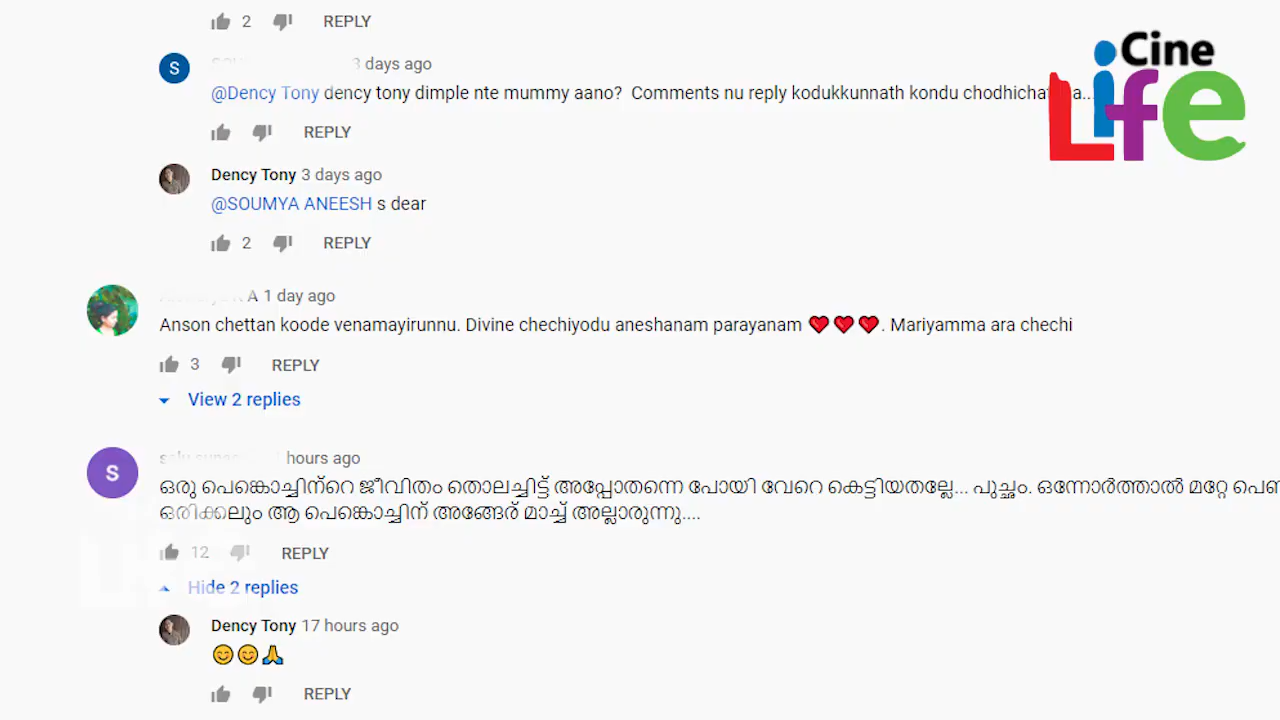 2 REPLY
3 days ago
@Dency Tony dency tony dimple nte mummy aano? Comments nu reply kodukkunnath kondu
REPLY
Dency Tony 3 days ago
@SOUMYA ANEESH s dear
2 REPLY
A 1 day ago
Anson chettan koode venamayirunnu. Divine chechiyodu aneshanam parayanam ❤❤❤. Mariyamma ara chechi
3 REPLY
View 2 replies
hours ago
ഒരു പെങ്കൊച്ചിന്റെ ജീവിതം തൊലച്ചിട്ട് അപ്പോതന്നെ പോയി വേറെ കെട്ടിയതല്ലേ... പുച്ഛം. ഒന്നോർത്താൽ മറ്റേ
ഒരിക്കലും ആ പെങ്കൊച്ചിന് അങ്ങേര് മാച്ച് അല്ലാരുന്നു....
12 REPLY
Hide 2 replies
Dency Tony 17 hours ago
😊😊🙏
REPLY
Cine
Life
S
S